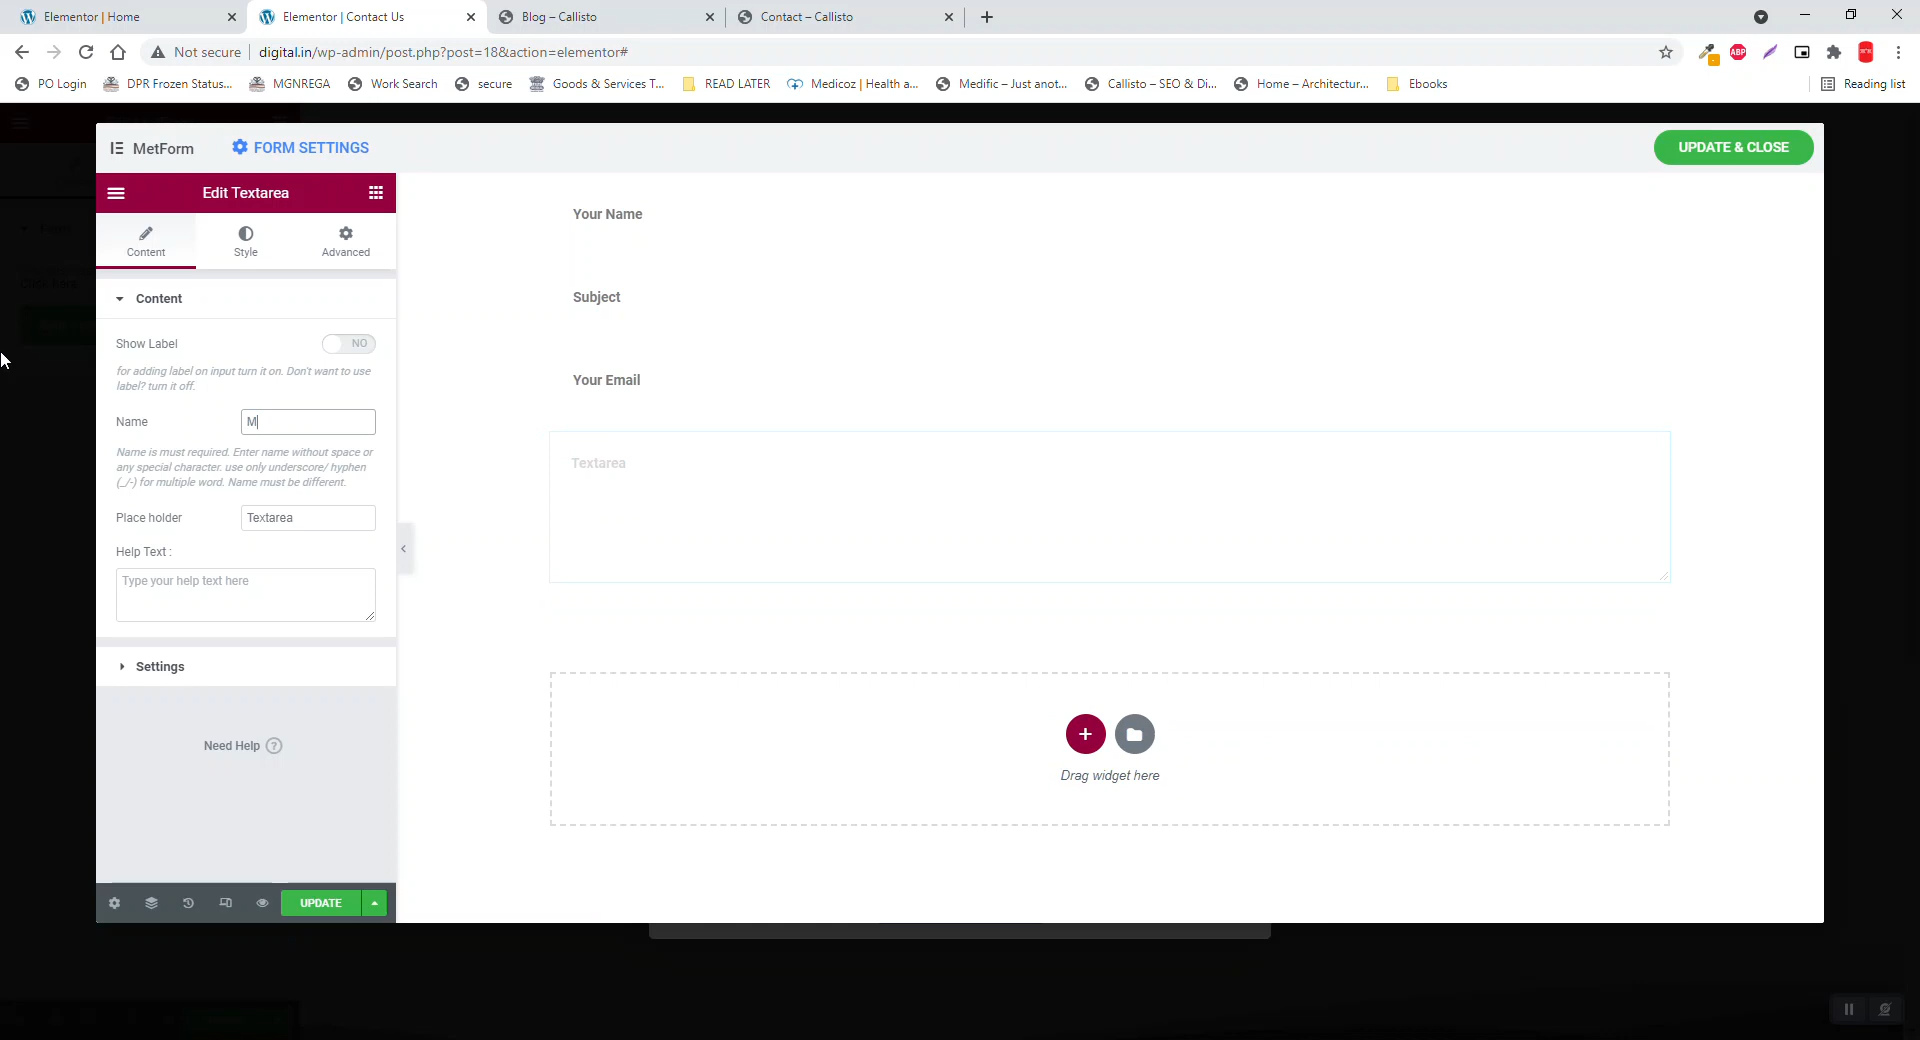 Elementor | Home
Elementor | Contact Us
Blog – Callisto
Contact – Callisto
Not secure
digital.in/wp-admin/post.php?post=18&action=elementor#
ABP
PO Login
DPR Frozen Status...
MGNREGA
Work Search
secure
Goods & Services T...
READ LATER
Medicoz | Health a...
Medific – Just anot...
Callisto – SEO & Di...
Home – Architectur...
Ebooks
Reading list
MetForm
FORM SETTINGS
UPDATE & CLOSE
Edit Textarea
Content
Style
Advanced
Content
Show Label
NO
for adding label on input turn it on. Don't want to use
label? turn it off.
Name
M
Name is must required. Enter name without space or
any special character. use only underscore/ hyphen
(_/-) for multiple word. Name must be different.
Place holder
Textarea
Help Text :
Type your help text here
Settings
Need Help ?
UPDATE
Your Name
Subject
Your Email
Textarea
Drag widget here